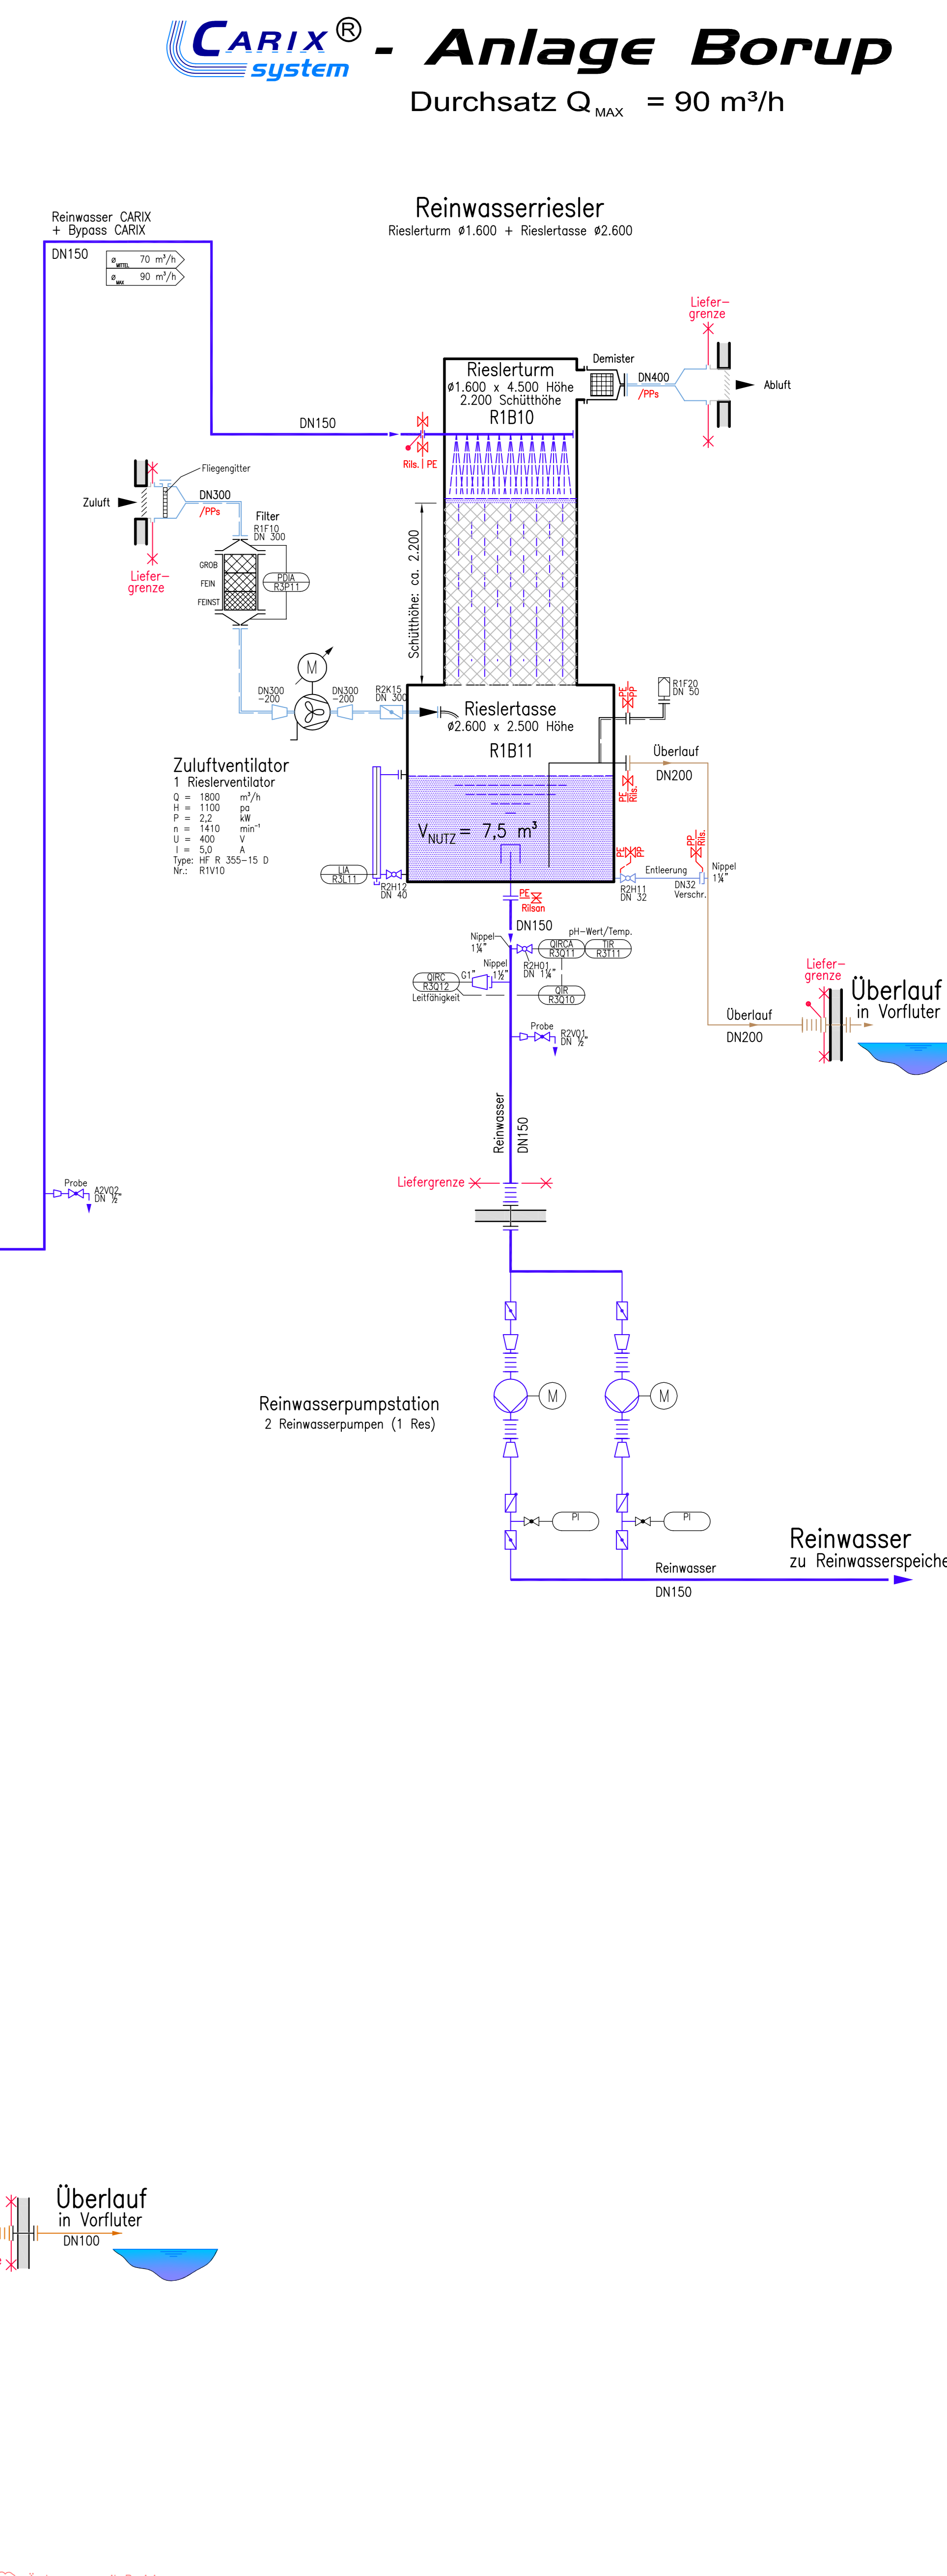 CARIX ® - Anlage Borup
system
Durchsatz Q MAX = 90 m³/h
Reinwasserriesler
Rieslerturm ø1.600 + Rieslertasse ø2.600
Reinwasser CARIX
+ Bypass CARIX
DN150
ø MITTEL 70 m³/h
ø MAX 90 m³/h
Liefer-
grenze
Demister
DN400
/PPs
Abluft
Rieslerturm
ø1.600 x 4.500 Höhe
2.200 Schütthöhe
R1B10
DN150
Rils. | PE
Fliegengitter
Zuluft
DN300
/PPs
Liefer-
grenze
Filter
R1F10
DN 300
GROB
FEIN
FEINST
PDIA
R3P11
Schütthöhe: ca. 2.200
M
DN300
-200
DN300
-200
R2K15
DN 300
Rieslertasse
ø2.600 x 2.500 Höhe
R1B11
PE
PP
R1F20
DN 50
Überlauf
DN200
PE
Rils.
Zuluftventilator
1 Rieslerventilator
Q = 1800 m³/h
H = 1100 pa
P = 2,2 kW
n = 1410 min⁻¹
U = 400 V
I = 5,0 A
Type: HF R 355-15 D
Nr.: R1V10
V NUTZ = 7,5 m³
LIA
R3L11
R2H12
DN 40
PE
PP
R2H11
DN 32
Entleerung
PP
Rils.
DN32
Verschr.
Nippel
1¼"
PE
Rilsan
DN150
pH-Wert/Temp.
Nippel
1¼"
QIRCA
R3Q11
TIR
R3T11
R2H01
DN 1¼"
Nippel
1½"
G1"
QIRC
R3Q12
Leitfähigkeit
QIR
R3Q10
Probe
R2V01
DN ½"
Liefer-
grenze
Überlauf
in Vorfluter
Überlauf
DN200
Reinwasser
DN150
Probe
A2V02
DN ½"
Liefergrenze
Reinwasserpumpstation
2 Reinwasserpumpen (1 Res)
M
M
PI
PI
Reinwasser
DN150
Reinwasser
zu Reinwasserspeiche
Überlauf
in Vorfluter
DN100